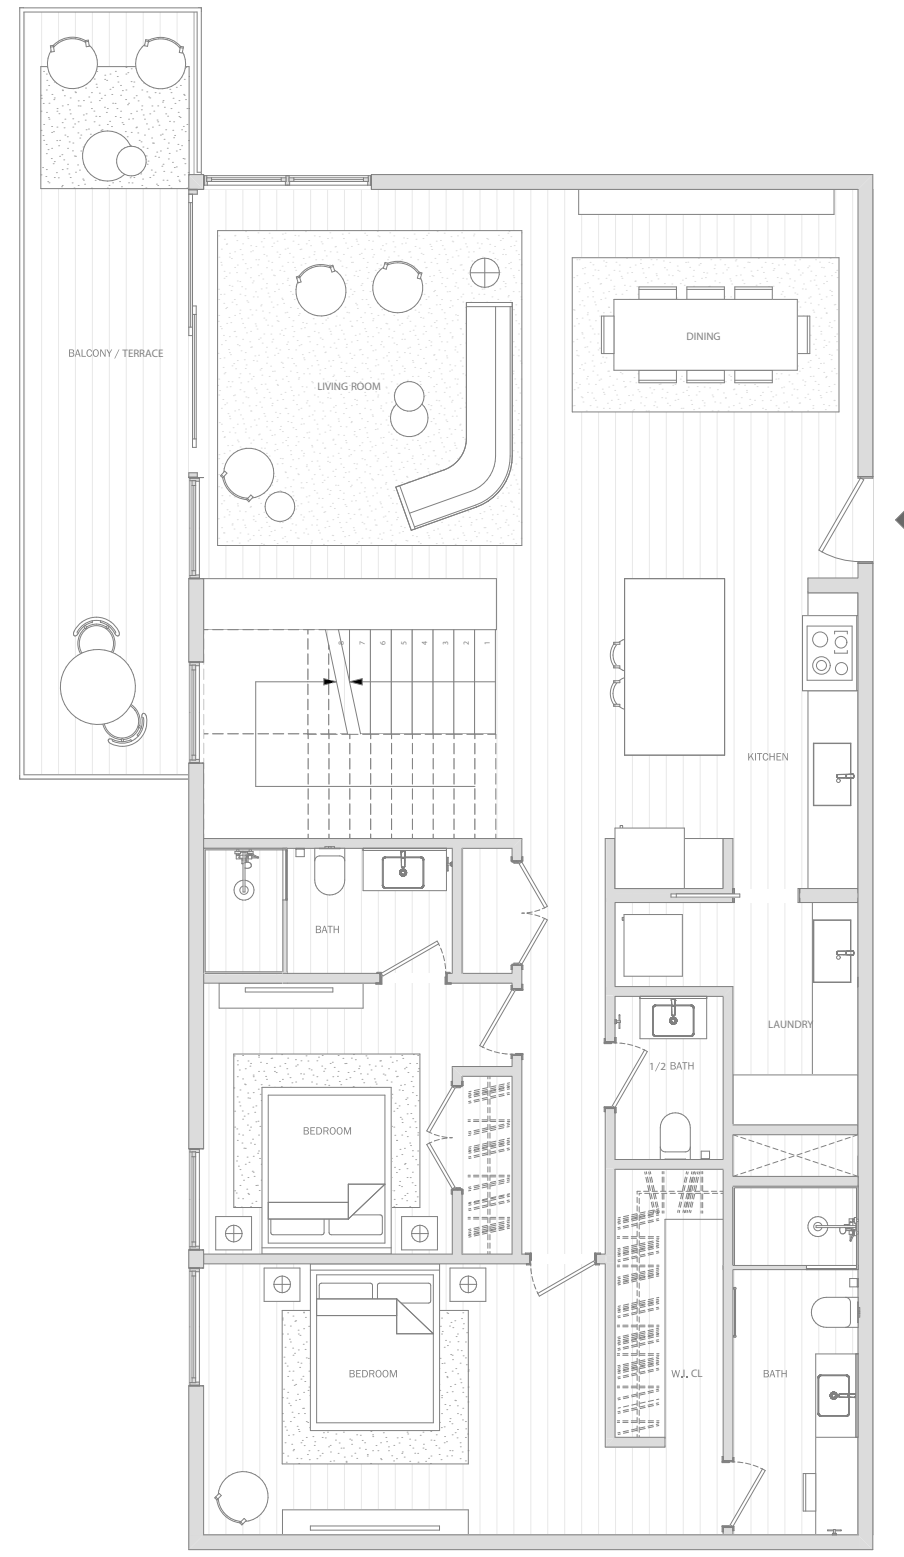 BALCONY / TERRACE
DINING
LIVING ROOM
8 7 6 5 4 3 2 1
KITCHEN
BATH
LAUNDRY
1/2 BATH
BEDROOM
BEDROOM
W.I. CL
BATH